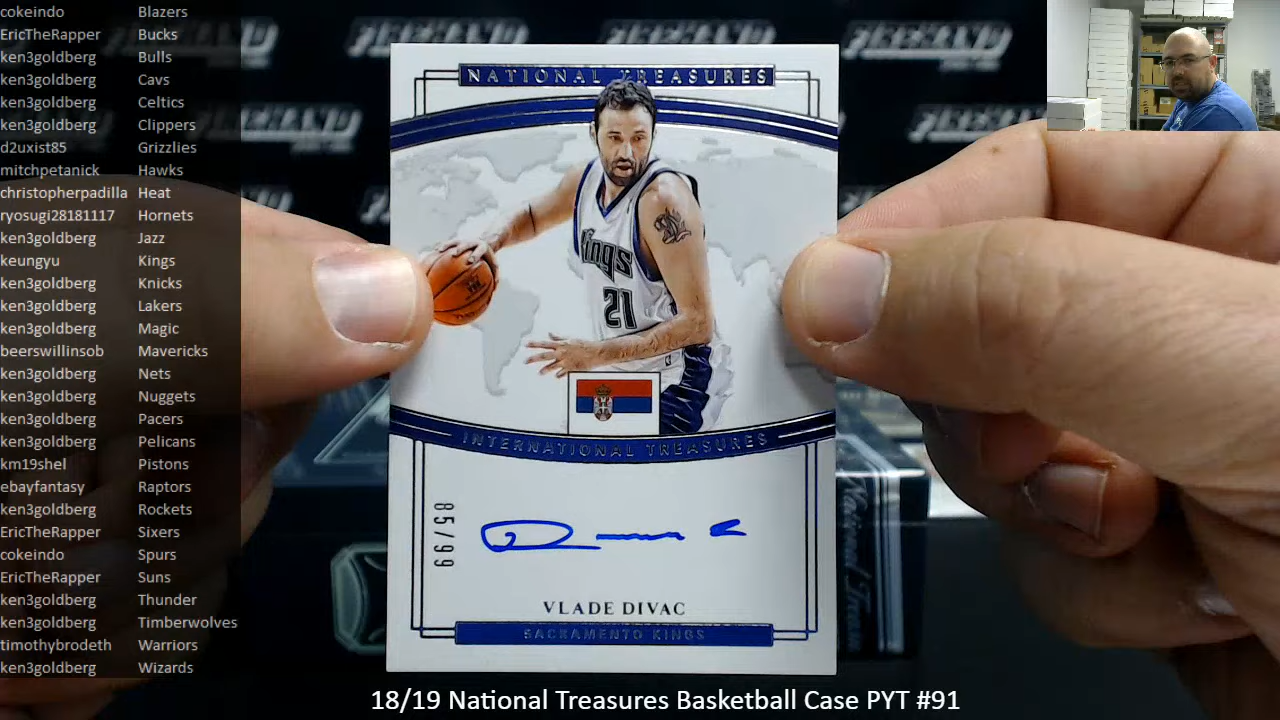 cokeindo Blazers
EricTheRapper Bucks
ken3goldberg Bulls
ken3goldberg Cavs
ken3goldberg Celtics
ken3goldberg Clippers
d2uxist85 Grizzlies
mitchpetanick Hawks
christopherpadilla Heat
ryosugi28181117 Hornets
ken3goldberg Jazz
keungyu Kings
ken3goldberg Knicks
ken3goldberg Lakers
ken3goldberg Magic
beerswillinsob Mavericks
ken3goldberg Nets
ken3goldberg Nuggets
ken3goldberg Pacers
ken3goldberg Pelicans
km19shel Pistons
ebayfantasy Raptors
ken3goldberg Rockets
EricTheRapper Sixers
cokeindo Spurs
EricTheRapper Suns
ken3goldberg Thunder
ken3goldberg Timberwolves
timothybrodeth Warriors
ken3goldberg Wizards
NATIONAL TREASURES
Kings
21
INTERNATIONAL TREASURES
85/99
VLADE DIVAC
SACRAMENTO KINGS
18/19 National Treasures Basketball Case PYT #91